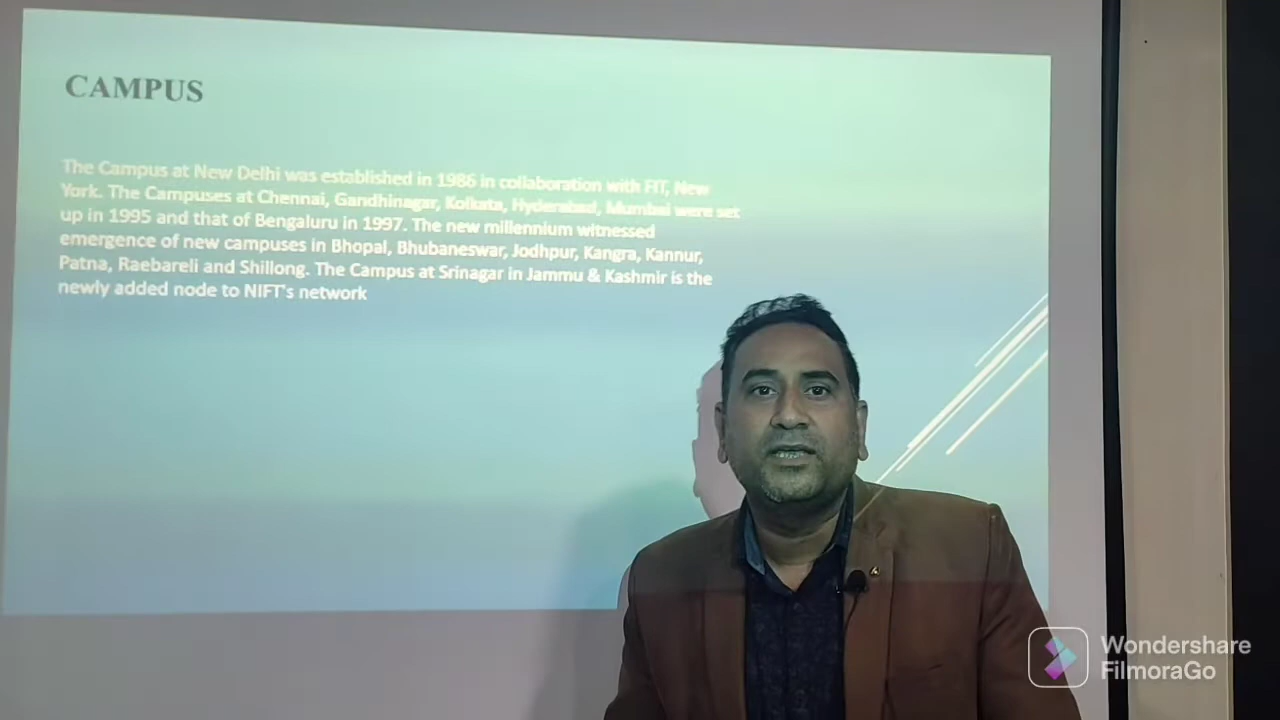 CAMPUS
The Campus at New Delhi was established in 1986 in collaboration with FIT, New
York. The Campuses at Chennai, Gandhinagar, Kolkata, Hyderabad, Mumbai were set
up in 1995 and that of Bengaluru in 1997. The new millennium witnessed
emergence of new campuses in Bhopal, Bhubaneswar, Jodhpur, Kangra, Kannur,
Patna, Raebareli and Shillong. The Campus at Srinagar in Jammu & Kashmir is the
newly added node to NIFT's network
Wondershare
FilmoraGo